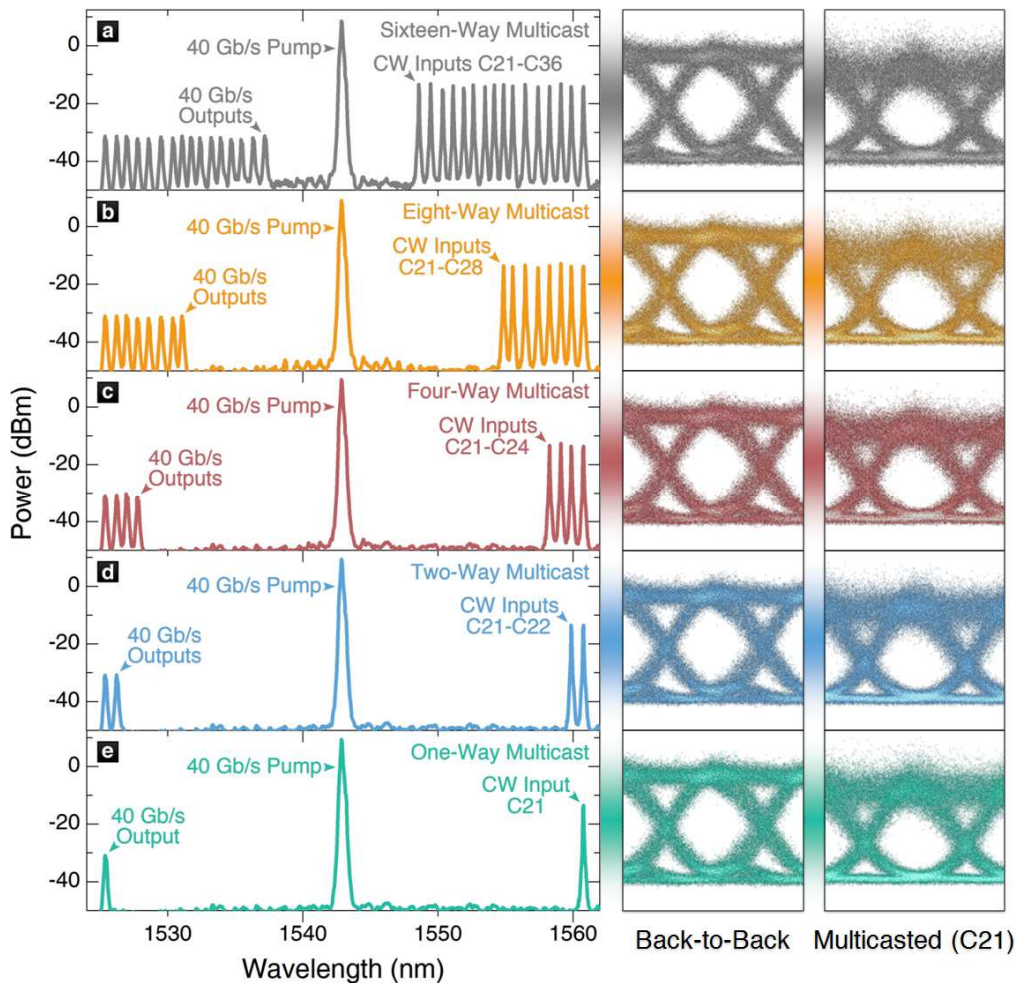 a
Sixteen-Way Multicast
40 Gb/s Pump
CW Inputs C21-C36
40 Gb/s
Outputs
0
-20
-40
b
Eight-Way Multicast
40 Gb/s Pump
CW Inputs
C21-C28
40 Gb/s
Outputs
0
-20
-40
c
Four-Way Multicast
40 Gb/s Pump
CW Inputs
C21-C24
40 Gb/s
Outputs
0
-20
-40
Power (dBm)
d
Two-Way Multicast
40 Gb/s Pump
CW Inputs
C21-C22
40 Gb/s
Outputs
0
-20
-40
e
One-Way Multicast
40 Gb/s Pump
CW Input
C21
40 Gb/s
Output
0
-20
-40
1530 1540 1550 1560
Wavelength (nm)
Back-to-Back
Multicasted (C21)